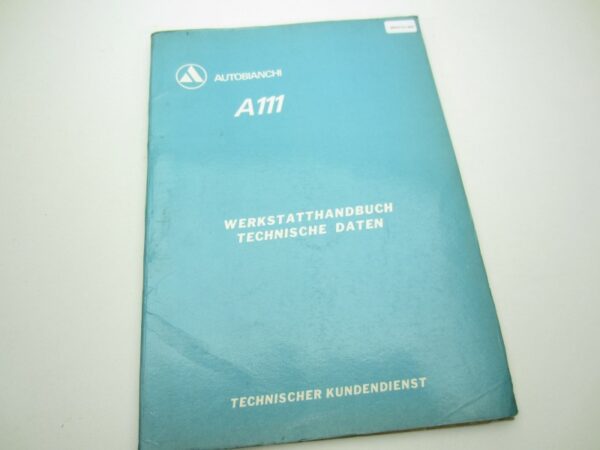 AUTOBIANCHI
A111
WERKSTATTHANDBUCH
TECHNISCHE DATEN
TECHNISCHER KUNDENDIENST